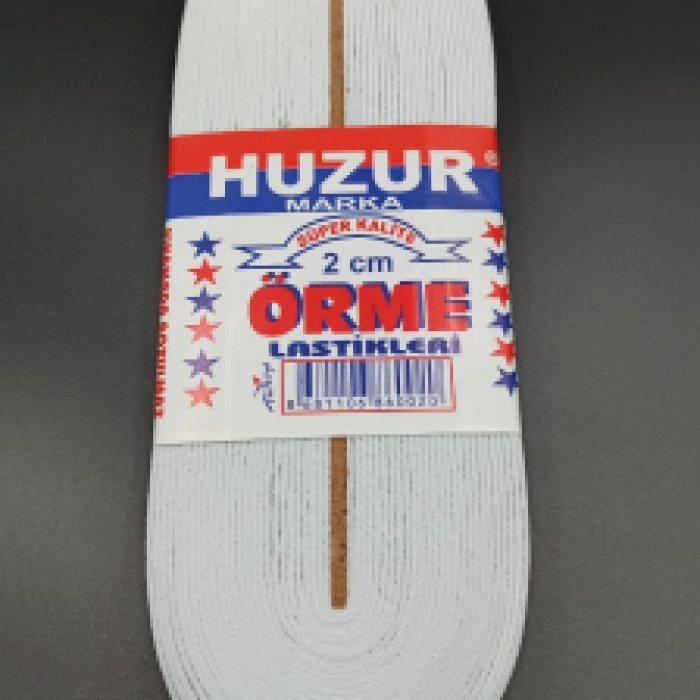 HUZUR®
MARKA
SÜPER KALİTE
2 cm
ÖRME
LASTİKLERİ